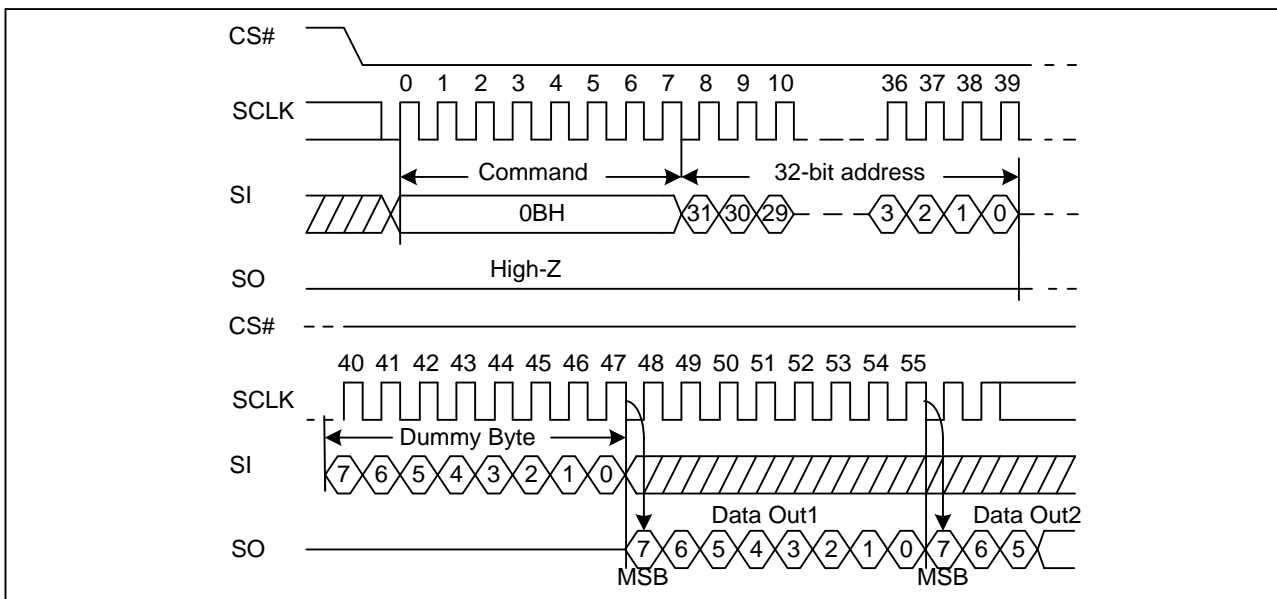 CS#
0 1 2 3 4 5 6 7 8 9 10 36 37 38 39
SCLK
Command 32-bit address
SI
0BH 31 30 29 3 2 1 0
High-Z
SO
CS#
40 41 42 43 44 45 46 47 48 49 50 51 52 53 54 55
SCLK
Dummy Byte
SI
7 6 5 4 3 2 1 0
Data Out1 Data Out2
SO
7 6 5 4 3 2 1 0 7 6 5
MSB MSB